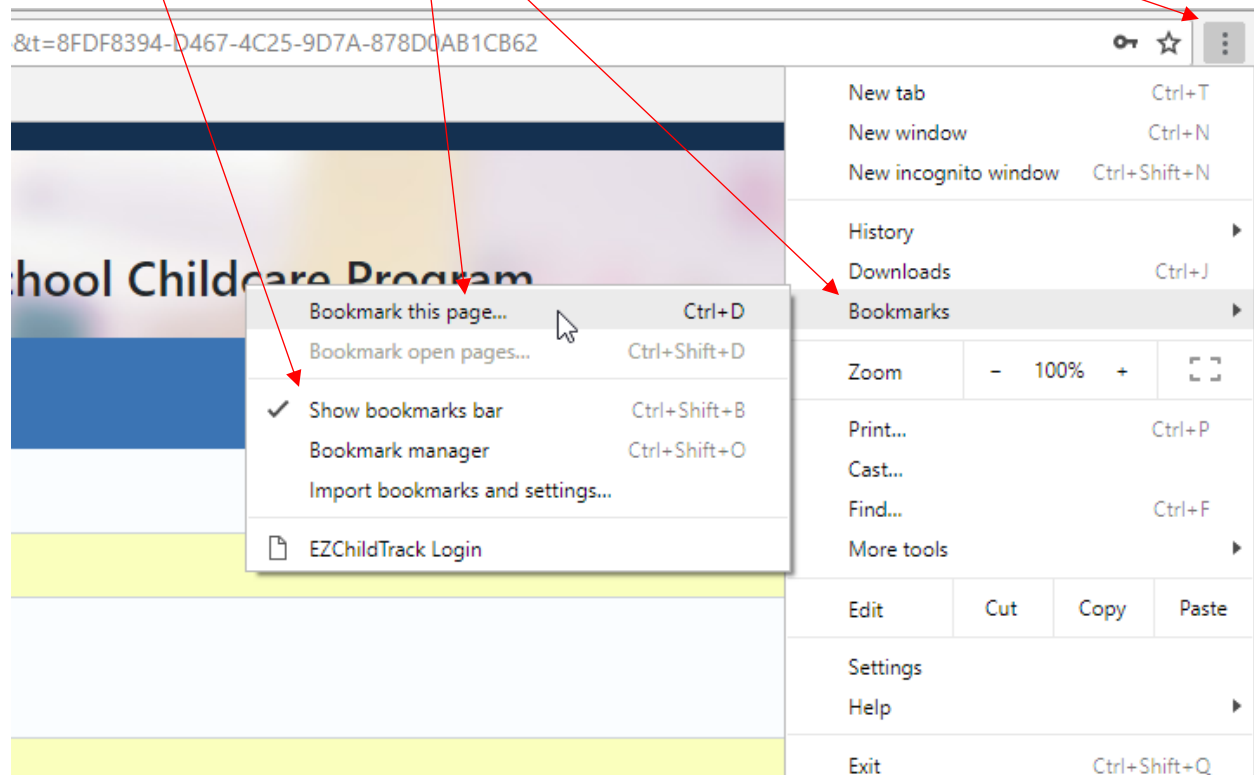 &t=8FDF8394-D467-4C25-9D7A-878D0AB1CB62
New tab Ctrl+T
New window Ctrl+N
New incognito window Ctrl+Shift+N
History
Downloads Ctrl+J
Bookmarks
Zoom - 100% +
Print... Ctrl+P
Cast...
Find... Ctrl+F
More tools
Edit Cut Copy Paste
Settings
Help
Exit Ctrl+Shift+Q
hool Childcare Program
Bookmark this page... Ctrl+D
Bookmark open pages... Ctrl+Shift+D
Show bookmarks bar Ctrl+Shift+B
Bookmark manager Ctrl+Shift+O
Import bookmarks and settings...
EZChildTrack Login